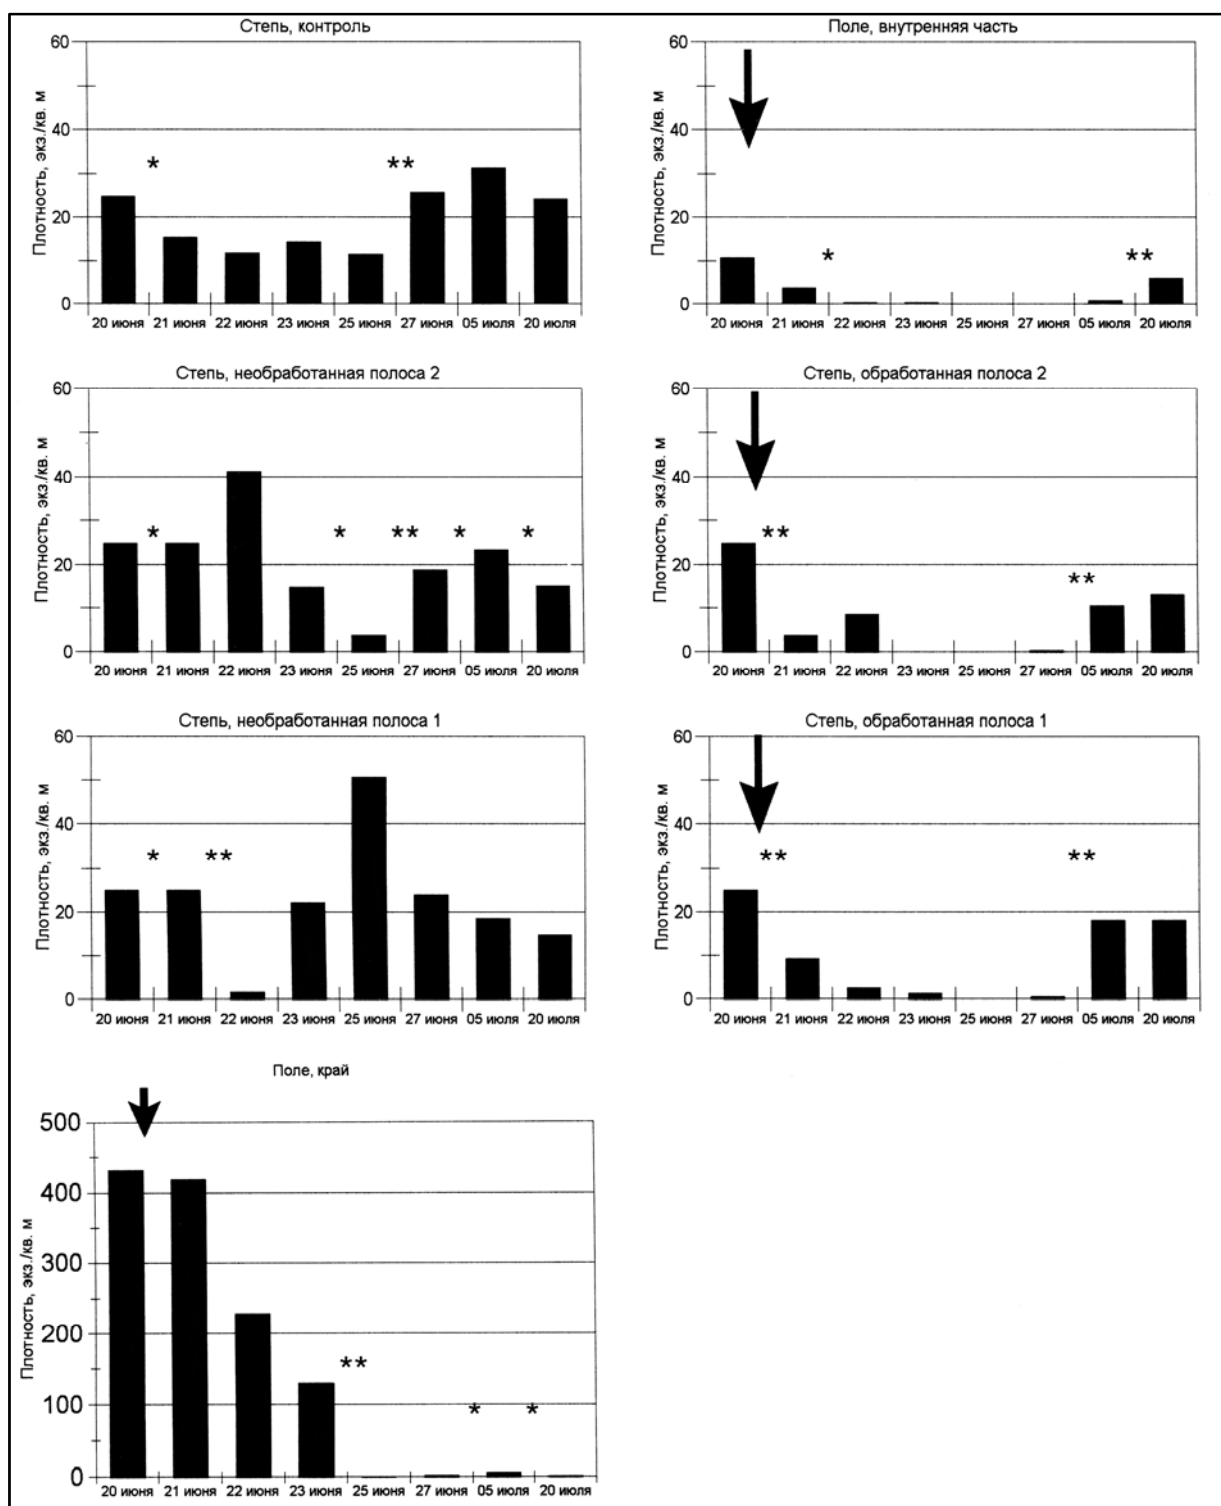 Степь, контроль
Плотность, экз./кв. м
60
40
20
0
* **
20 июня 21 июня 22 июня 23 июня 25 июня 27 июня 05 июля 20 июля
Поле, внутренняя часть
Плотность, экз./кв. м
60
40
20
0
* **
20 июня 21 июня 22 июня 23 июня 25 июня 27 июня 05 июля 20 июля
Степь, необработанная полоса 2
Плотность, экз./кв. м
60
40
20
0
* * ** * *
20 июня 21 июня 22 июня 23 июня 25 июня 27 июня 05 июля 20 июля
Степь, обработанная полоса 2
Плотность, экз./кв. м
60
40
20
0
** **
20 июня 21 июня 22 июня 23 июня 25 июня 27 июня 05 июля 20 июля
Степь, необработанная полоса 1
Плотность, экз./кв. м
60
40
20
0
* **
20 июня 21 июня 22 июня 23 июня 25 июня 27 июня 05 июля 20 июля
Степь, обработанная полоса 1
Плотность, экз./кв. м
60
40
20
0
** **
20 июня 21 июня 22 июня 23 июня 25 июня 27 июня 05 июля 20 июля
Поле, край
Плотность, экз./кв. м
500
400
300
200
100
0
** * *
20 июня 21 июня 22 июня 23 июня 25 июня 27 июня 05 июля 20 июля